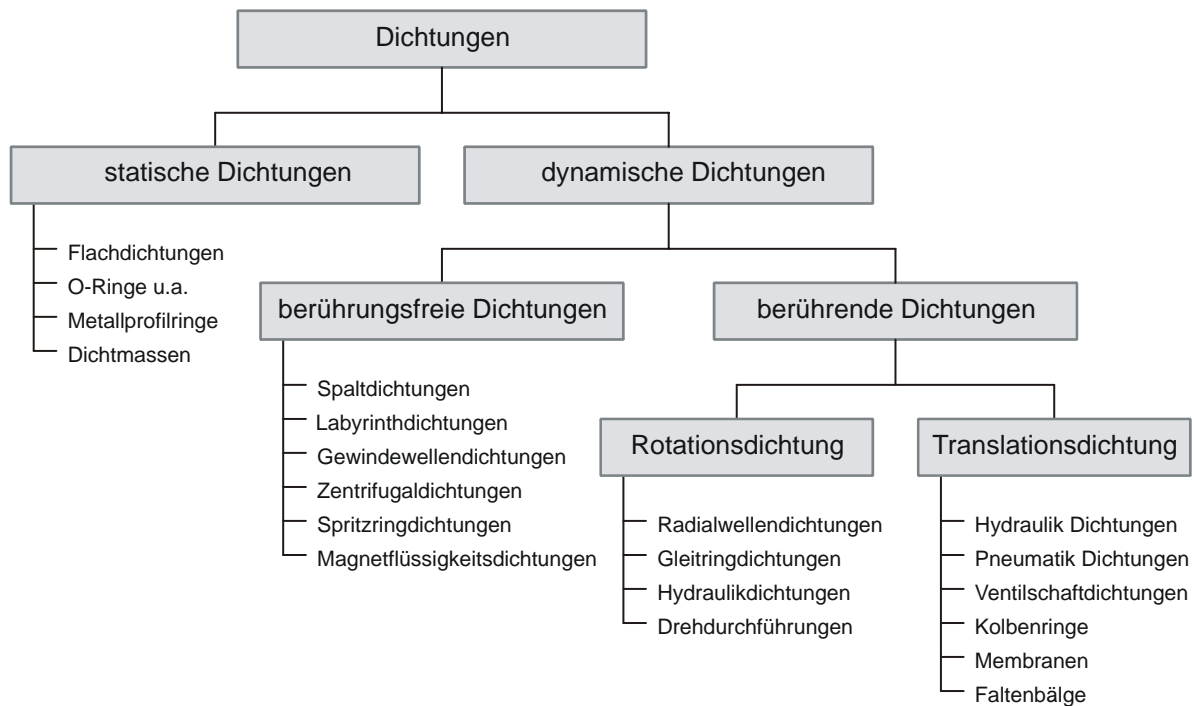 Dichtungen
statische Dichtungen
dynamische Dichtungen
Flachdichtungen
O-Ringe u.a.
Metallprofilringe
Dichtmassen
berührungsfreie Dichtungen
berührende Dichtungen
Spaltdichtungen
Labyrinthdichtungen
Gewindewellendichtungen
Zentrifugaldichtungen
Spritzringdichtungen
Magnetflüssigkeitsdichtungen
Rotationsdichtung
Translationsdichtung
Radialwellendichtungen
Gleitringdichtungen
Hydraulikdichtungen
Drehdurchführungen
Hydraulik Dichtungen
Pneumatik Dichtungen
Ventilschaftdichtungen
Kolbenringe
Membranen
Faltenbälge